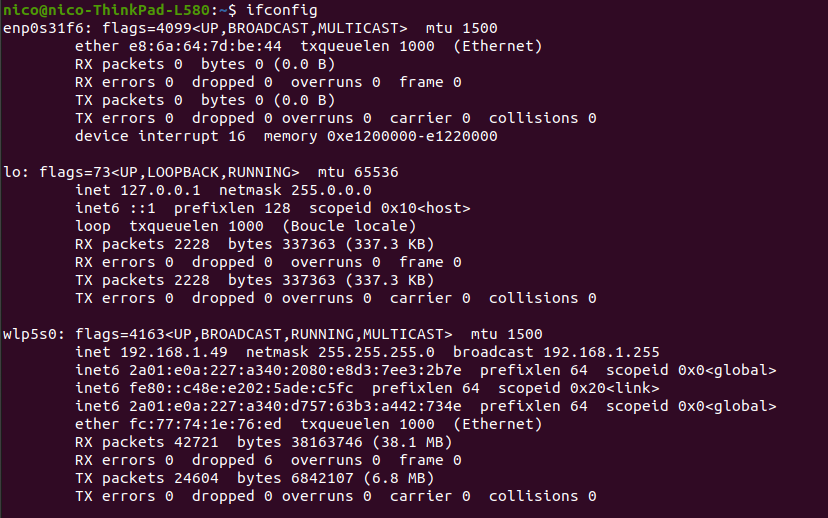 nico@nico-ThinkPad-L580:~$ ifconfig
enp0s31f6: flags=4099<UP,BROADCAST,MULTICAST>  mtu 1500
        ether e8:6a:64:7d:be:44  txqueuelen 1000  (Ethernet)
        RX packets 0  bytes 0 (0.0 B)
        RX errors 0  dropped 0  overruns 0  frame 0
        TX packets 0  bytes 0 (0.0 B)
        TX errors 0  dropped 0 overruns 0  carrier 0  collisions 0
        device interrupt 16  memory 0xe1200000-e1220000

lo: flags=73<UP,LOOPBACK,RUNNING>  mtu 65536
        inet 127.0.0.1  netmask 255.0.0.0
        inet6 ::1  prefixlen 128  scopeid 0x10<host>
        loop  txqueuelen 1000  (Boucle locale)
        RX packets 2228  bytes 337363 (337.3 KB)
        RX errors 0  dropped 0  overruns 0  frame 0
        TX packets 2228  bytes 337363 (337.3 KB)
        TX errors 0  dropped 0 overruns 0  carrier 0  collisions 0

wlp5s0: flags=4163<UP,BROADCAST,RUNNING,MULTICAST>  mtu 1500
        inet 192.168.1.49  netmask 255.255.255.0  broadcast 192.168.1.255
        inet6 2a01:e0a:227:a340:2080:e8d3:7ee3:2b7e  prefixlen 64  scopeid 0x0<global>
        inet6 fe80::c48e:e202:5ade:c5fc  prefixlen 64  scopeid 0x20<link>
        inet6 2a01:e0a:227:a340:d757:63b3:a442:734e  prefixlen 64  scopeid 0x0<global>
        ether fc:77:74:1e:76:ed  txqueuelen 1000  (Ethernet)
        RX packets 42721  bytes 38163746 (38.1 MB)
        RX errors 0  dropped 6  overruns 0  frame 0
        TX packets 24604  bytes 6842107 (6.8 MB)
        TX errors 0  dropped 0 overruns 0  carrier 0  collisions 0